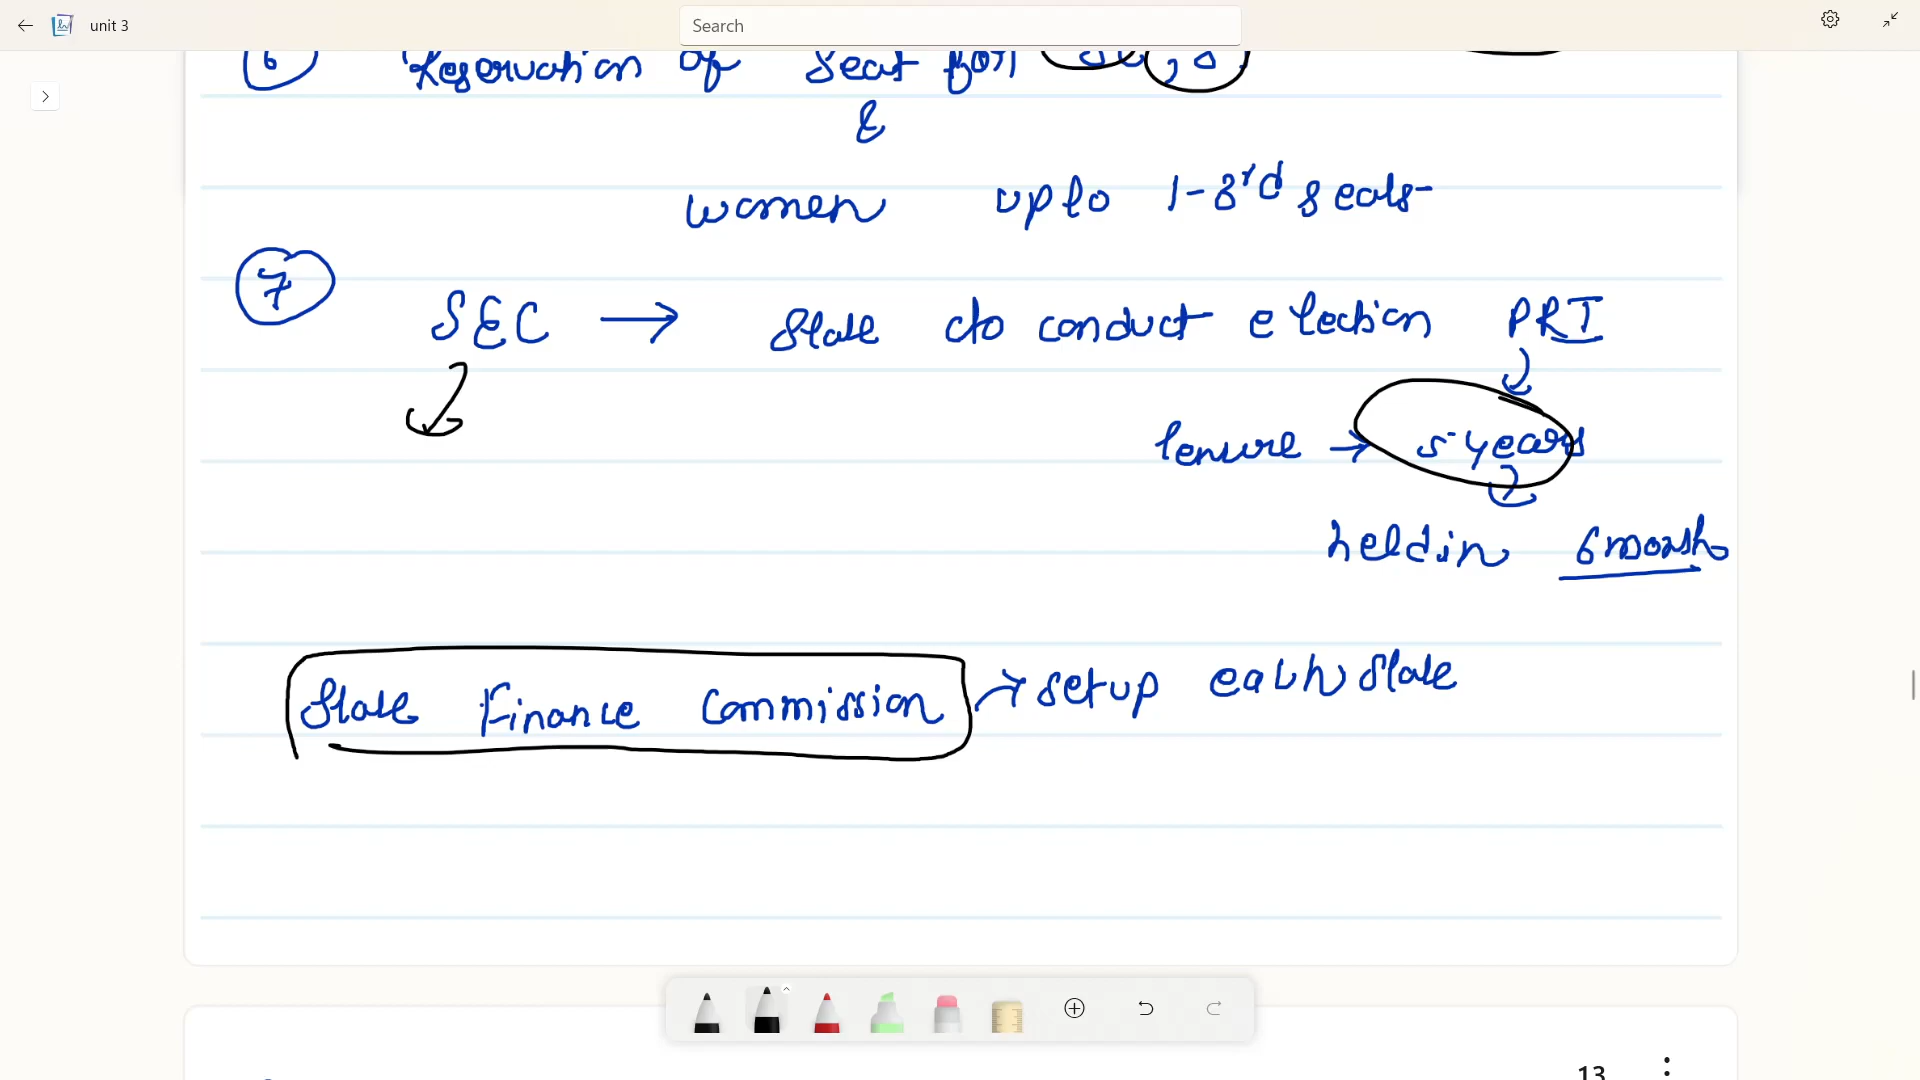 unit 3
Search
6 Reservation of Seat for SC,
&
women upto 1-3rd seats
7
SEC → State to conduct election PRI
tenure → 5 years
held in 6 month
State Finance Commission → setup each state
13